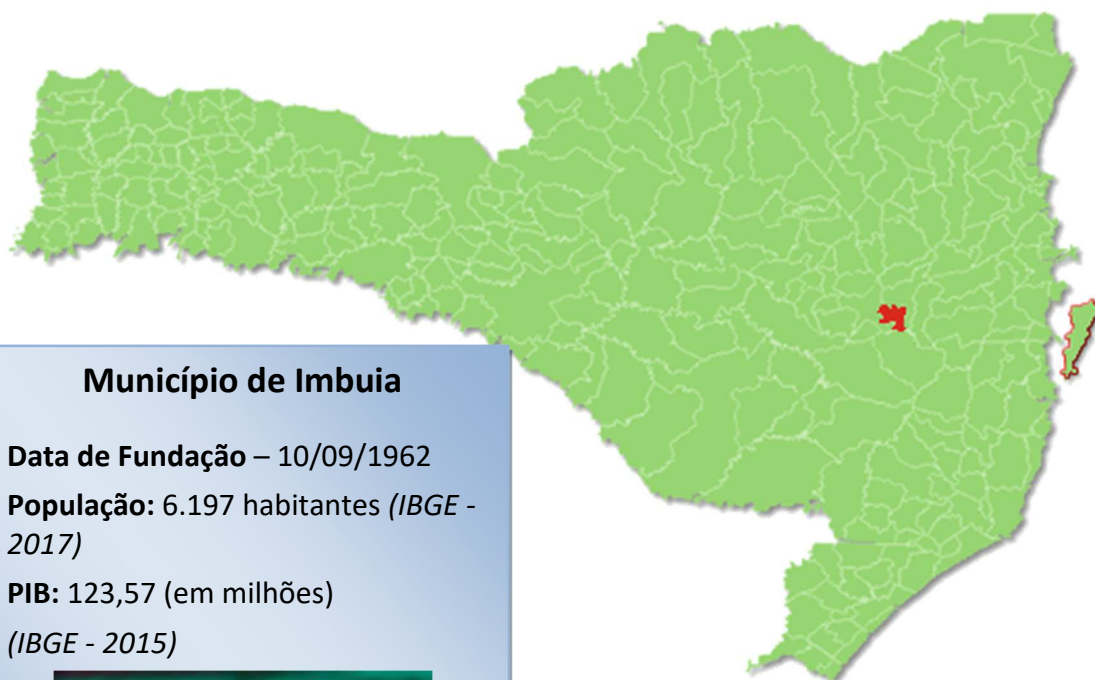 Município de Imbuia
Data de Fundação – 10/09/1962
População: 6.197 habitantes (IBGE -
2017)
PIB: 123,57 (em milhões)
(IBGE - 2015)